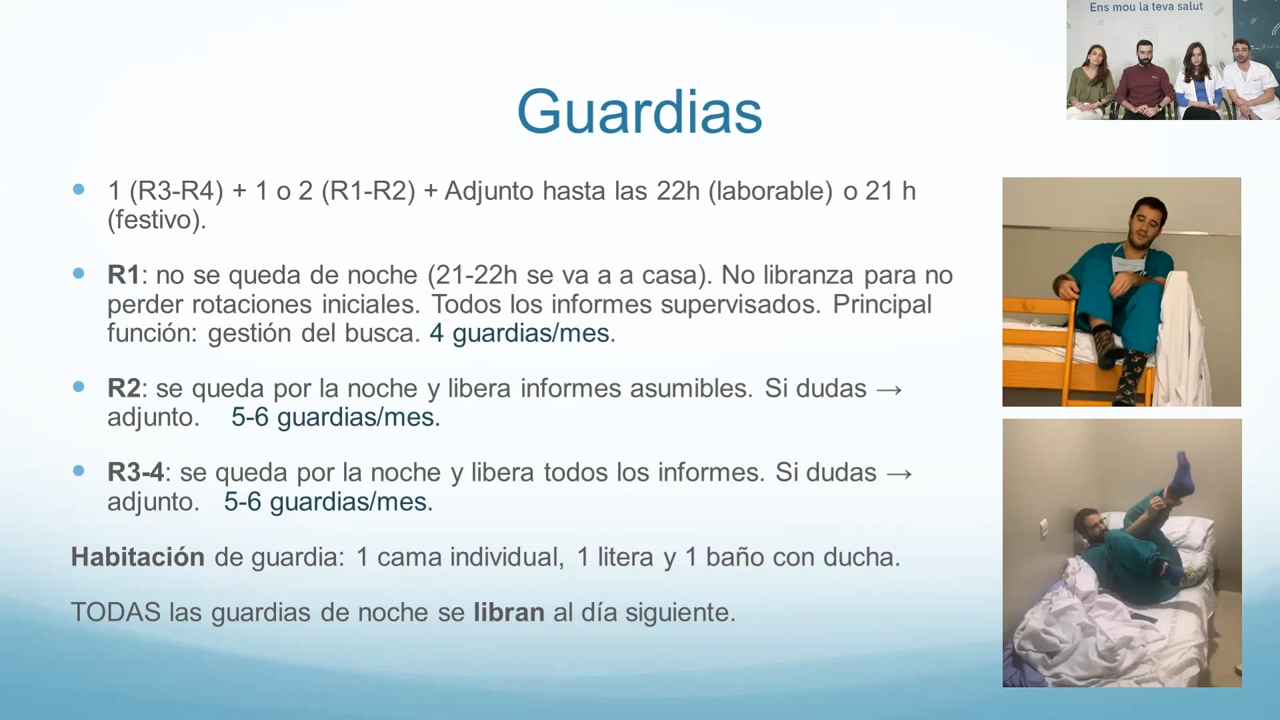 Ens mou la teva salut
Guardias
1 (R3-R4) + 1 o 2 (R1-R2) + Adjunto hasta las 22h (laborable) o 21 h
(festivo).
R1: no se queda de noche (21-22h se va a a casa). No libranza para no
perder rotaciones iniciales. Todos los informes supervisados. Principal
función: gestión del busca. 4 guardias/mes.
R2: se queda por la noche y libera informes asumibles. Si dudas →
adjunto. 5-6 guardias/mes.
R3-4: se queda por la noche y libera todos los informes. Si dudas →
adjunto. 5-6 guardias/mes.
Habitación de guardia: 1 cama individual, 1 litera y 1 baño con ducha.
TODAS las guardias de noche se libran al día siguiente.